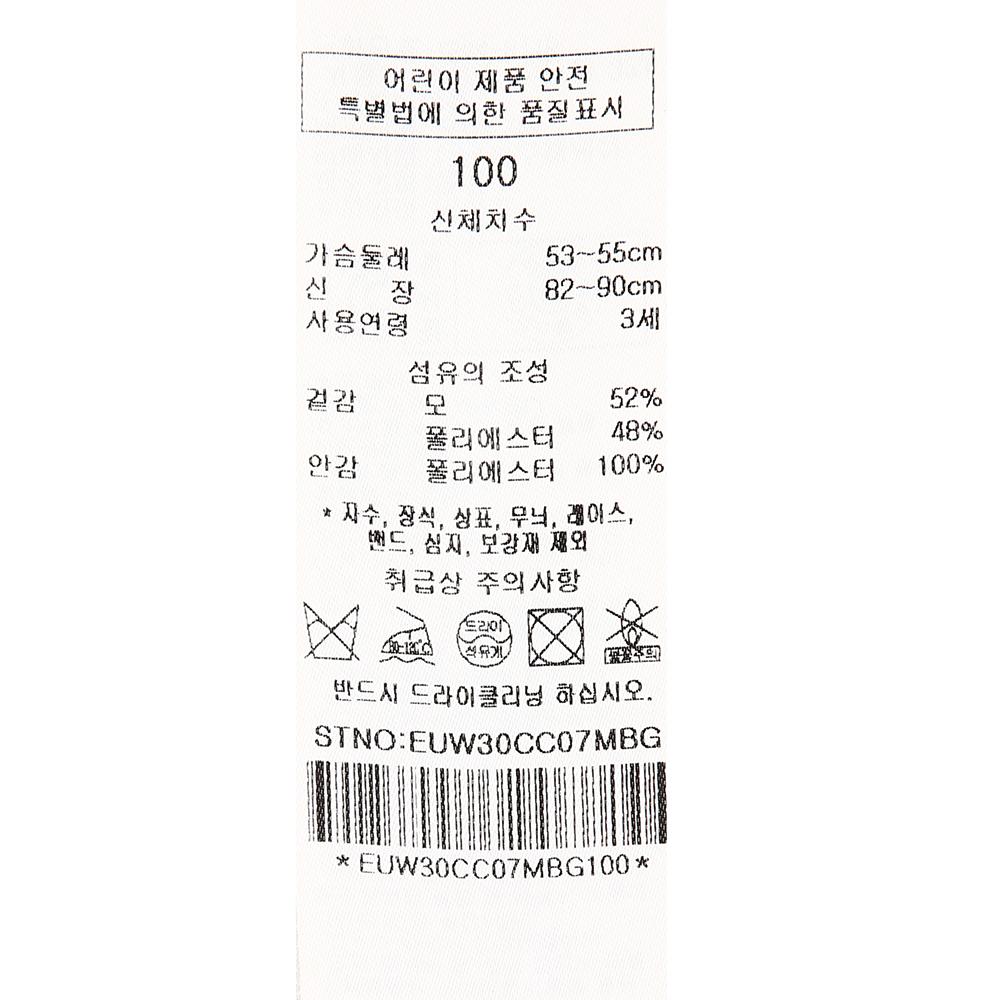 어린이 제품 안전
특별법에 의한 품질표시
100
신체치수
가슴둘레 53~55cm
신 장 82~90cm
사용연령 3세
섬유의 조성
겉감 모 52%
폴리에스터 48%
안감 폴리에스터 100%
* 자수, 장식, 상표, 무늬, 레이스,
밴드, 심지, 보강재 제외
취급상 주의사항
80-120°C 드라이
석유계
반드시 드라이클리닝 하십시오.
STNO:EUW30CC07MBG
*EUW30CC07MBG100*